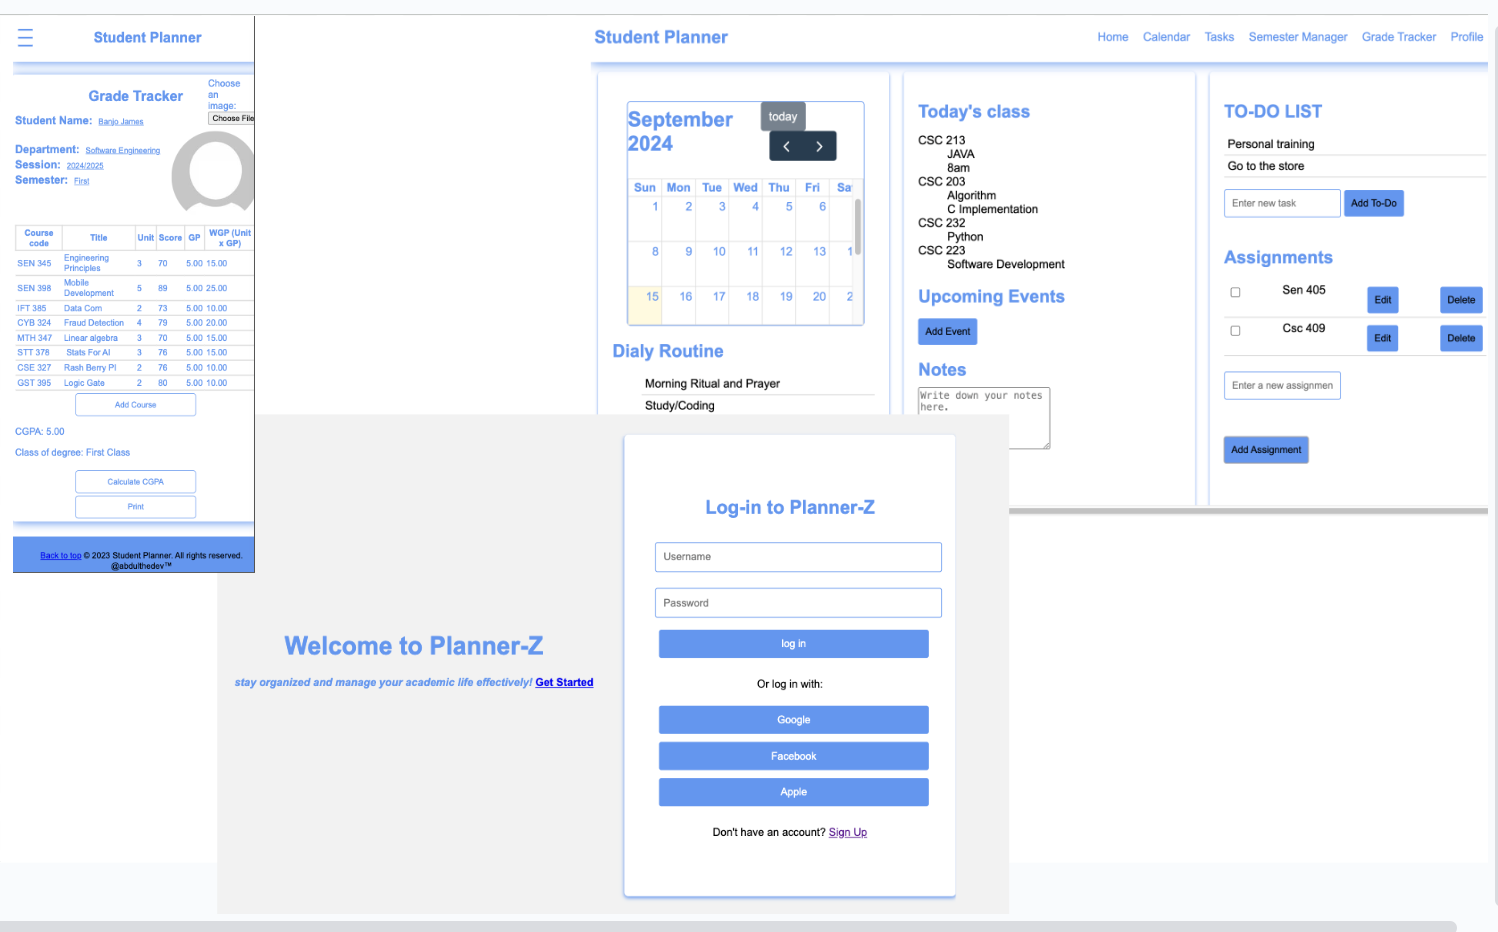 Student Planner
Choose
an
image:
Grade Tracker
Choose File
Student Name: Banjo James
Department: Software Engineering
Session: 2024/2025
Semester: First
Course code Title Unit Score GP WGP (Unit x GP)
SEN 345 Engineering Principles 3 70 5.00 15.00
SEN 398 Mobile Development 5 89 5.00 25.00
IFT 385 Data Com 2 73 5.00 10.00
CYB 324 Fraud Detection 4 79 5.00 20.00
MTH 347 Linear algebra 3 70 5.00 15.00
STT 378 Stats For AI 3 76 5.00 15.00
CSE 327 Rash Berry PI 2 76 5.00 10.00
GST 395 Logic Gate 2 80 5.00 10.00
Add Course
CGPA: 5.00
Class of degree: First Class
Calculate CGPA
Print
Back to top © 2023 Student Planner. All rights reserved.
@abdulthedev™
Student Planner
Home Calendar Tasks Semester Manager Grade Tracker Profile
September
2024
today
Sun Mon Tue Wed Thu Fri Sa
1 2 3 4 5 6
8 9 10 11 12 13 1
15 16 17 18 19 20 2
Dialy Routine
Morning Ritual and Prayer
Study/Coding
Today's class
CSC 213
JAVA
8am
CSC 203
Algorithm
C Implementation
CSC 232
Python
CSC 223
Software Development
Upcoming Events
Add Event
Notes
Write down your notes
here.
TO-DO LIST
Personal training
Go to the store
Enter new task Add To-Do
Assignments
Sen 405 Edit Delete
Csc 409 Edit Delete
Enter a new assignmen
Add Assignment
Welcome to Planner-Z
stay organized and manage your academic life effectively! Get Started
Log-in to Planner-Z
Username
Password
log in
Or log in with:
Google
Facebook
Apple
Don't have an account? Sign Up